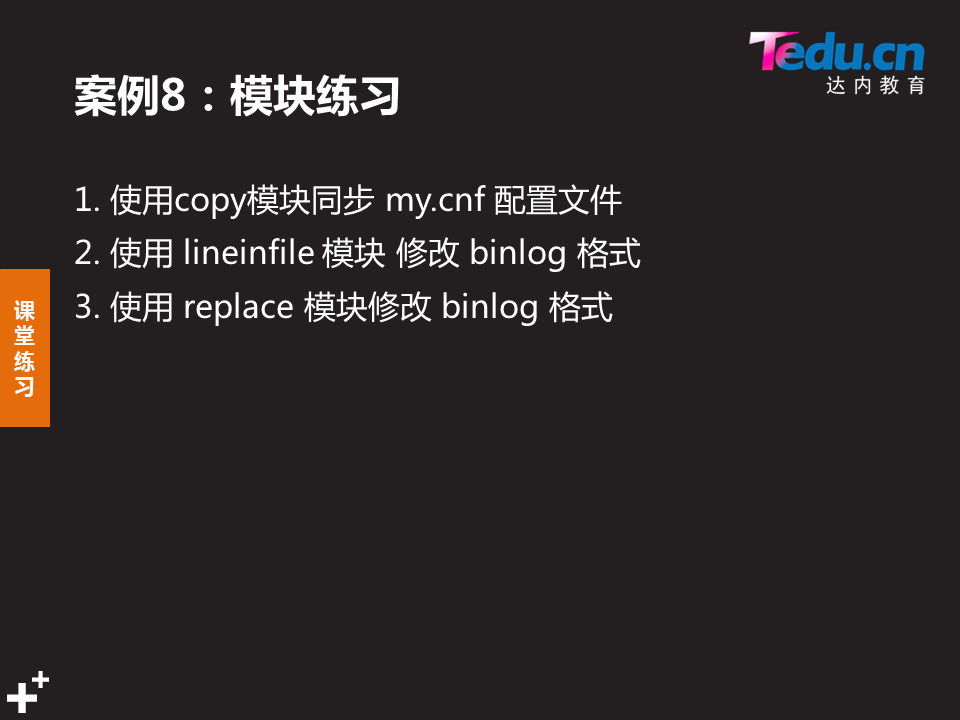 Tedu.cn
达内教育
案例8：模块练习
1. 使用copy模块同步 my.cnf 配置文件
2. 使用 lineinfile 模块 修改 binlog 格式
3. 使用 replace 模块修改 binlog 格式
课
堂
练
习